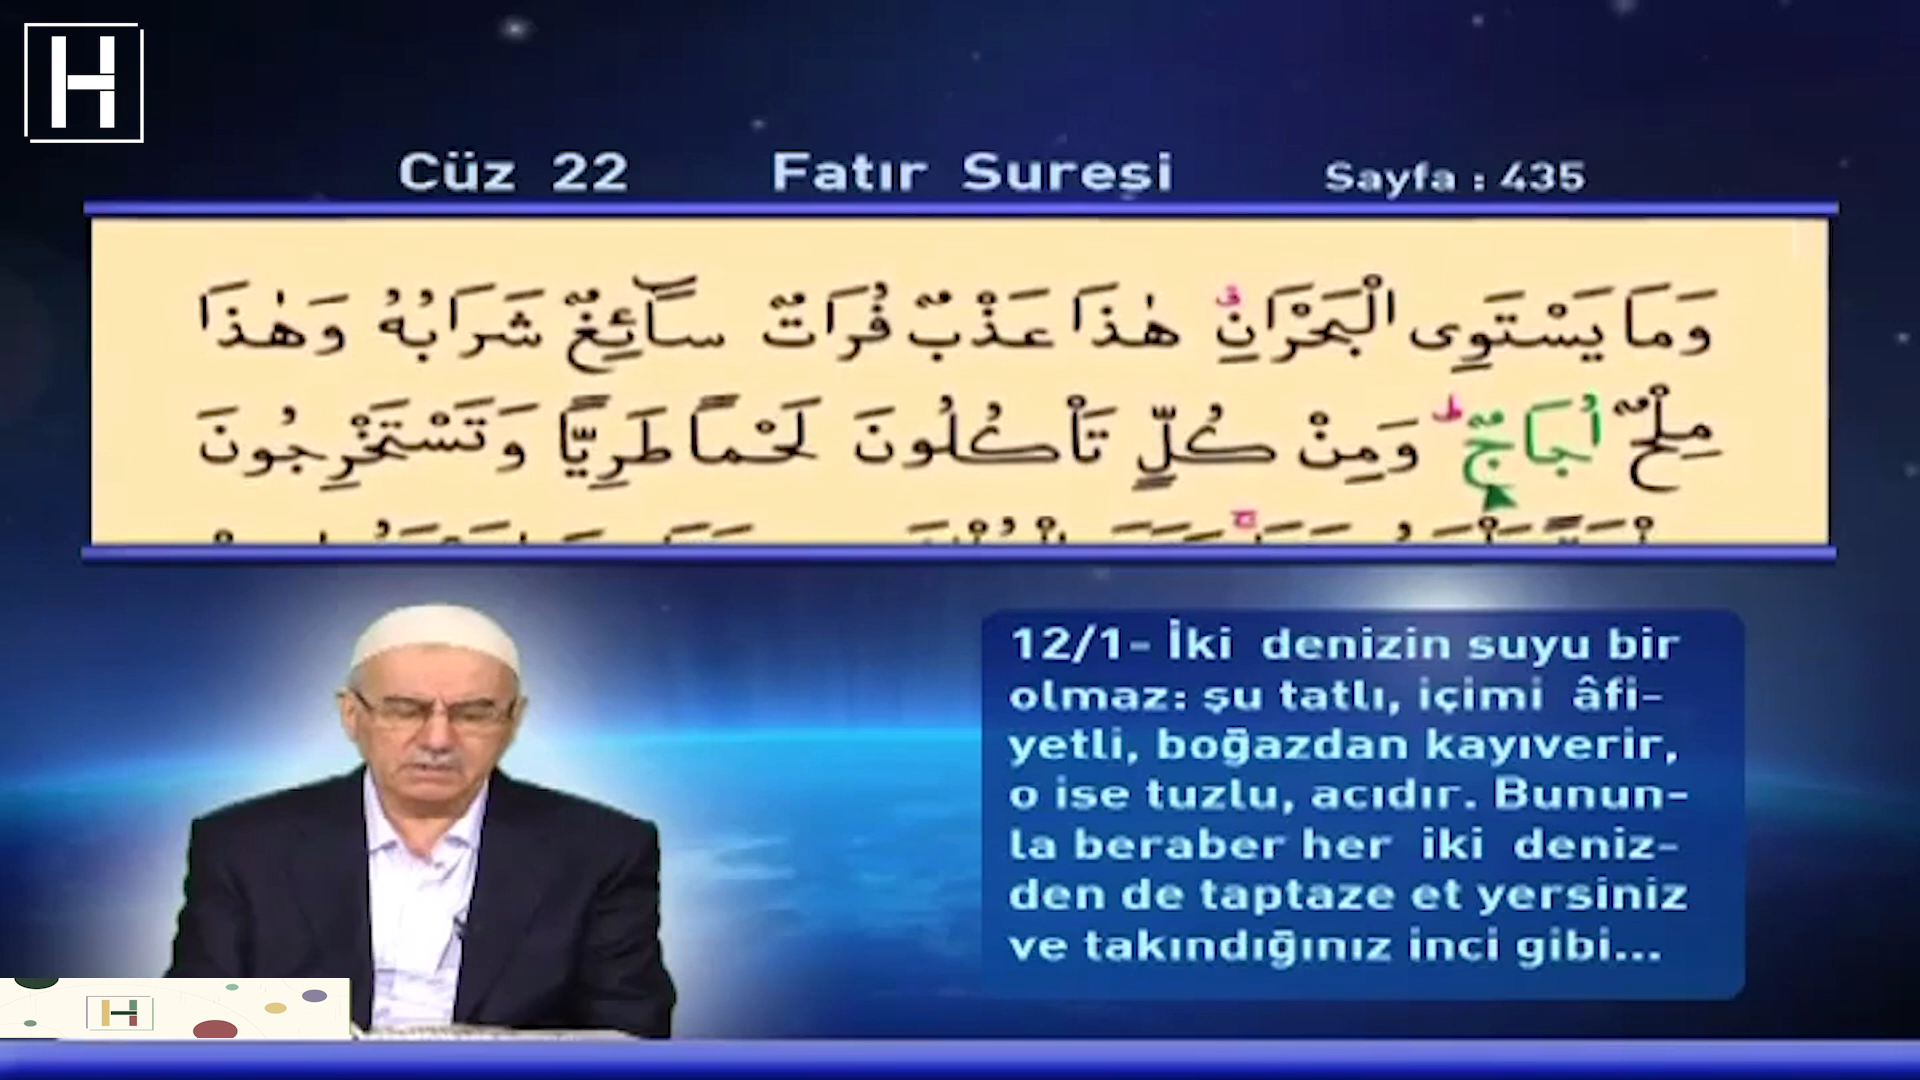 H
Cüz 22 Fatır Suresi Sayfa : 435
وَمَا يَسْتَوِى الْبَحْرَانِۗ هٰذَا عَذْبٌ فُرَاتٌ سَٓائِغٌ شَرَابُهُ وَهٰذَا
مِلْحٌ اُجَاجٌۜ وَمِنْ كُلٍّ تَأْكُلُونَ لَحْماً طَرِيًّا وَتَسْتَخْرِجُونَ
12/1- İki denizin suyu bir
olmaz: şu tatlı, içimi âfi-
yetli, boğazdan kayıverir,
o ise tuzlu, acıdır. Bunun-
la beraber her iki deniz-
den de taptaze et yersiniz
ve takındığınız inci gibi...
H